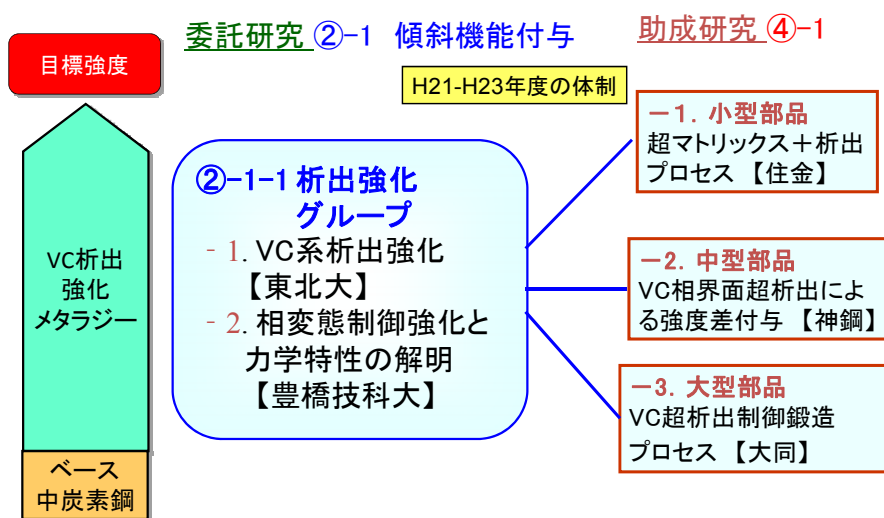 委託研究 ②-1 傾斜機能付与
助成研究 ④-1
目標強度
H21-H23年度の体制
VC析出
強化
メタラジー
ベース
中炭素鋼
②-1-1 析出強化
グループ
- 1. VC系析出強化
【東北大】
- 2. 相変態制御強化と
力学特性の解明
【豊橋技科大】
－1. 小型部品
超マトリックス＋析出
プロセス 【住金】
－2. 中型部品
VC相界面超析出によ
る強度差付与 【神鋼】
－3. 大型部品
VC超析出制御鍛造
プロセス 【大同】